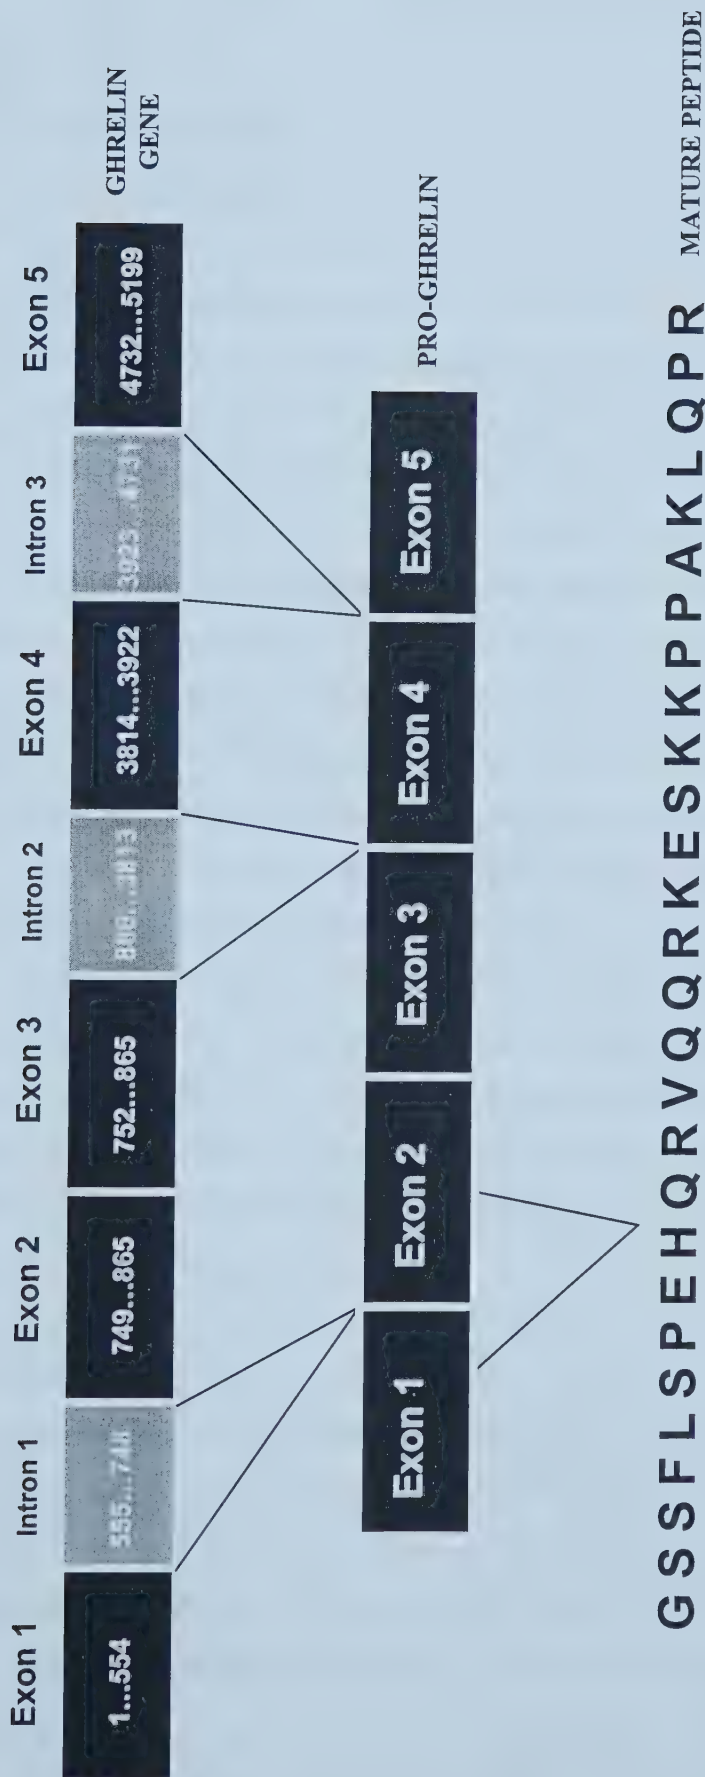 Exon 1
Intron 1
Exon 2
Exon 3
Intron 2
Exon 4
Intron 3
Exon 5
1...554
555...748
749...865
752...865
3814...3922
4732...5199
GHRELIN
GENE
Exon 1
Exon 2
Exon 3
Exon 4
Exon 5
PRO-GHRELIN
G S S F L S P E H Q R V Q Q R K E S K K P P A K L Q P R
MATURE PEPTIDE